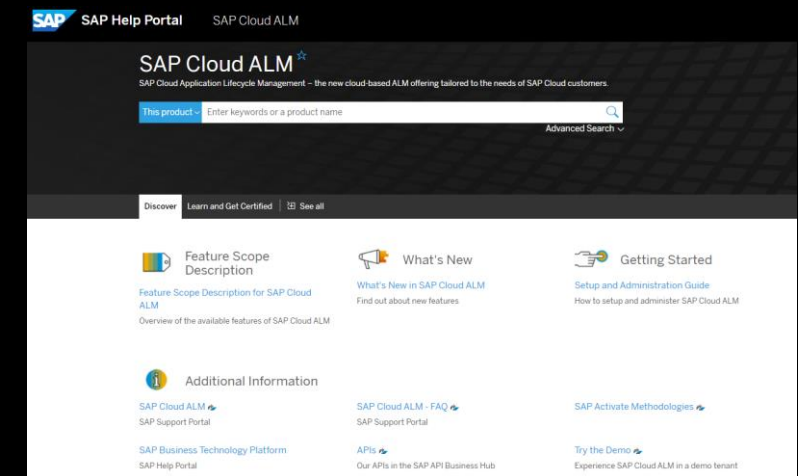 SAP SAP Help Portal SAP Cloud ALM
SAP Cloud ALM
SAP Cloud Application Lifecycle Management – the new cloud-based ALM offering tailored to the needs of SAP Cloud customers.
This product Enter keywords or a product name
Advanced Search
Discover Learn and Get Certified See all
Feature Scope
Description
Feature Scope Description for SAP Cloud
ALM
Overview of the available features of SAP Cloud ALM
What's New
What's New in SAP Cloud ALM
Find out about new features
Getting Started
Setup and Administration Guide
How to setup and administer SAP Cloud ALM
Additional Information
SAP Cloud ALM
SAP Support Portal
SAP Cloud ALM - FAQ
SAP Support Portal
SAP Activate Methodologies
SAP Business Technology Platform
SAP Help Portal
APIs
Our APIs in the SAP API Business Hub
Try the Demo
Experience SAP Cloud ALM in a demo tenant